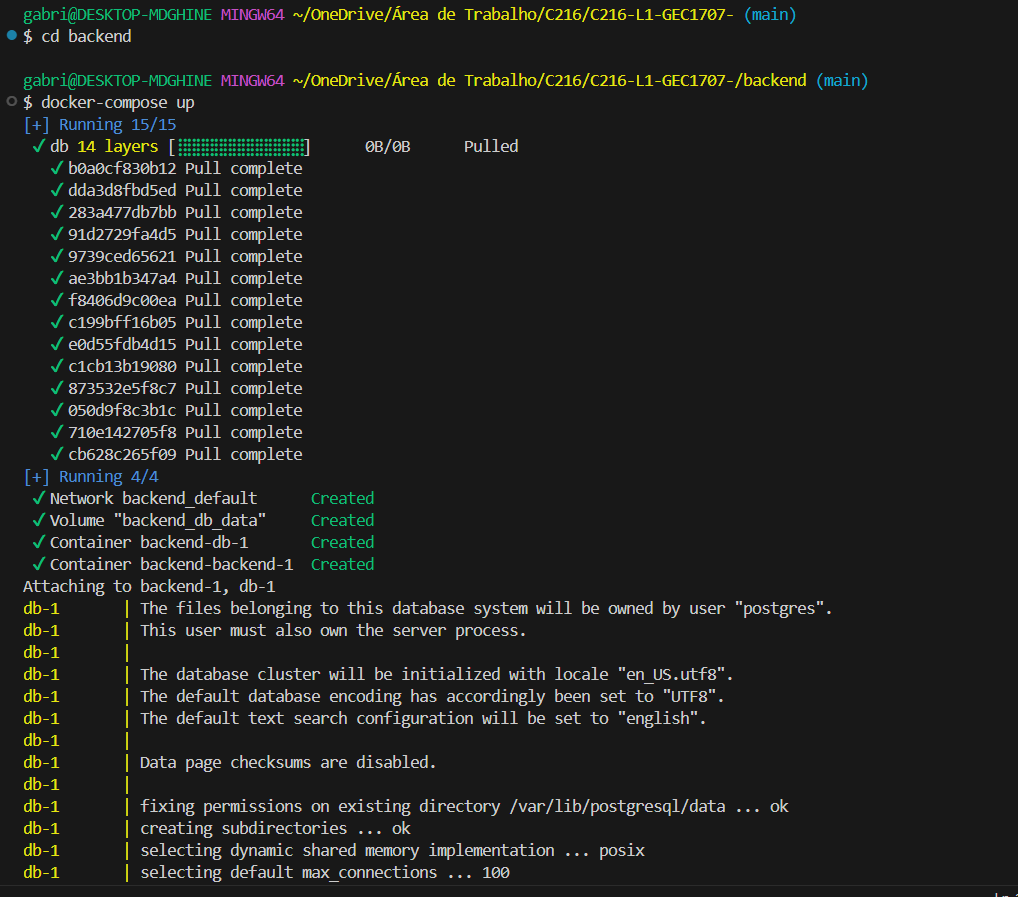 gabri@DESKTOP-MDGHINE MINGW64 ~/OneDrive/Área de Trabalho/C216/C216-L1-GEC1707- (main)
$ cd backend
gabri@DESKTOP-MDGHINE MINGW64 ~/OneDrive/Área de Trabalho/C216/C216-L1-GEC1707-/backend (main)
$ docker-compose up
[+] Running 15/15
✓ db 14 layers [⣿⣿⣿⣿⣿⣿⣿⣿⣿⣿⣿⣿⣿⣿] 0B/0B Pulled
✓ b0a0cf830b12 Pull complete
✓ dda3d8fbd5ed Pull complete
✓ 283a477db7bb Pull complete
✓ 91d2729fa4d5 Pull complete
✓ 9739ced65621 Pull complete
✓ ae3bb1b347a4 Pull complete
✓ f8406d9c00ea Pull complete
✓ c199bff16b05 Pull complete
✓ e0d55fdb4d15 Pull complete
✓ c1cb13b19080 Pull complete
✓ 873532e5f8c7 Pull complete
✓ 050d9f8c3b1c Pull complete
✓ 710e142705f8 Pull complete
✓ cb628c265f09 Pull complete
[+] Running 4/4
✓ Network backend_default Created
✓ Volume "backend_db_data" Created
✓ Container backend-db-1 Created
✓ Container backend-backend-1 Created
Attaching to backend-1, db-1
db-1 | The files belonging to this database system will be owned by user "postgres".
db-1 | This user must also own the server process.
db-1 |
db-1 | The database cluster will be initialized with locale "en_US.utf8".
db-1 | The default database encoding has accordingly been set to "UTF8".
db-1 | The default text search configuration will be set to "english".
db-1 |
db-1 | Data page checksums are disabled.
db-1 |
db-1 | fixing permissions on existing directory /var/lib/postgresql/data ... ok
db-1 | creating subdirectories ... ok
db-1 | selecting dynamic shared memory implementation ... posix
db-1 | selecting default max_connections ... 100